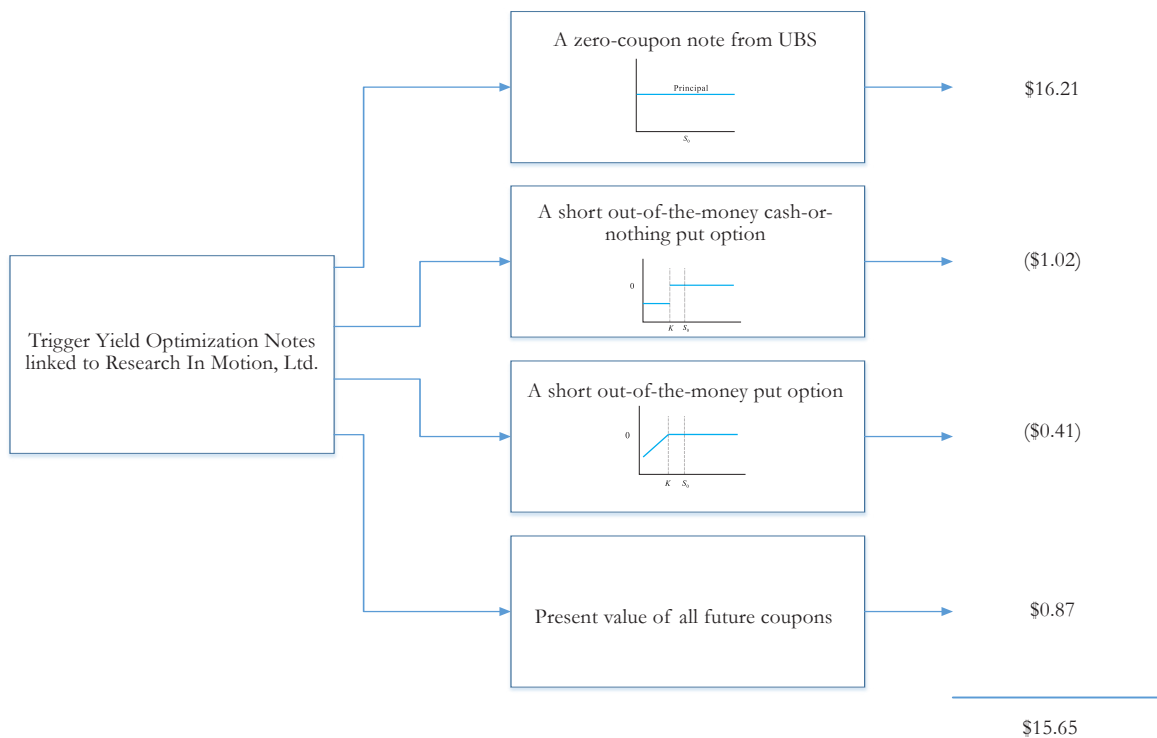 A zero-coupon note from UBS
Principal
S₀
$16.21
A short out-of-the-money cash-or-
nothing put option
0
K
S₀
($1.02)
Trigger Yield Optimization Notes
linked to Research In Motion, Ltd.
A short out-of-the-money put option
0
K
S₀
($0.41)
Present value of all future coupons
$0.87
$15.65